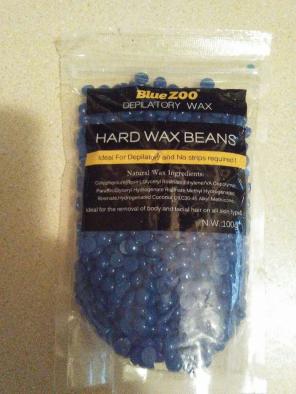 Blue ZOO
DEPILATORY WAX
HARD WAX BEANS
Ideal For Depilatory and No strips required!
Natural Wax Ingredients:
Ideal for the removal of body and facial hair on all skin types
N.W:100g